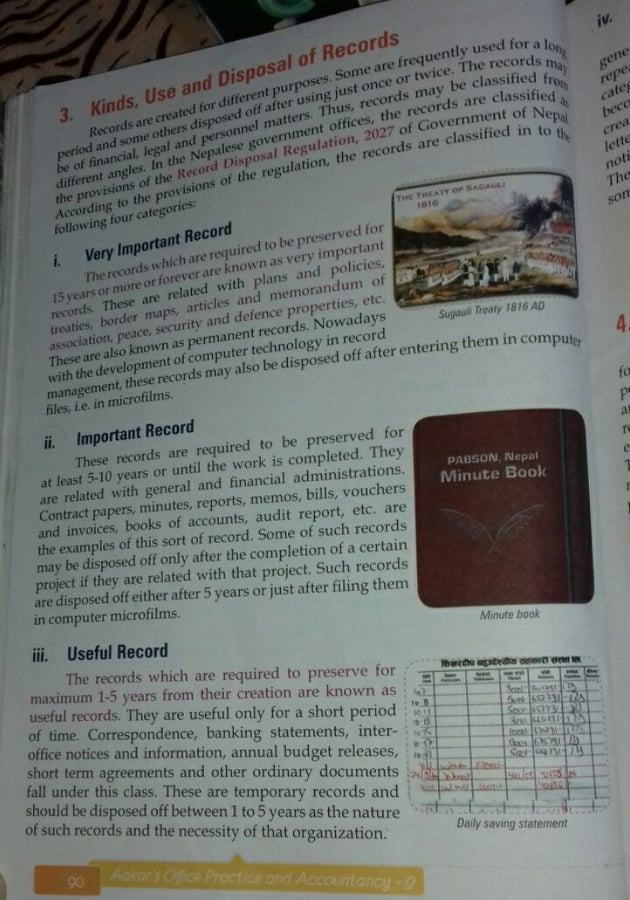 3. Kinds, Use and Disposal of Records
Records are created for different purposes. Some are frequently used for a long
period and some others disposed off after using just once or twice. The records may
be of financial, legal and personnel matters. Thus, records may be classified from
different angles. In the Nepalese government offices, the records are classified as
the provisions of the Record Disposal Regulation, 2027 of Government of Nepal
According to the provisions of the regulation, the records are classified in to the
following four categories:
i. Very Important Record
The records which are required to be preserved for
15 years or more or forever are known as very important
records. These are related with plans and policies,
treaties, border maps, articles and memorandum of
association, peace, security and defence properties, etc.
These are also known as permanent records. Nowadays
with the development of computer technology in record
management, these records may also be disposed off after entering them in computer
files, i.e. in microfilms.
THE TREATY OF SAGAULI
1816
Sugauli Treaty 1816 AD
ii. Important Record
These records are required to be preserved for
at least 5-10 years or until the work is completed. They
are related with general and financial administrations.
Contract papers, minutes, reports, memos, bills, vouchers
and invoices, books of accounts, audit report, etc. are
the examples of this sort of record. Some of such records
may be disposed off only after the completion of a certain
project if they are related with that project. Such records
are disposed off either after 5 years or just after filing them
in computer microfilms.
PABSON, Nepal
Minute Book
Minute book
iii. Useful Record
The records which are required to preserve for
maximum 1-5 years from their creation are known as
useful records. They are useful only for a short period
of time. Correspondence, banking statements, inter-
office notices and information, annual budget releases,
short term agreements and other ordinary documents
fall under this class. These are temporary records and
should be disposed off between 1 to 5 years as the nature
of such records and the necessity of that organization.
Daily saving statement
90 Aakar's Office Practice and Accountancy - 9
iv.
gene
repe
cate
beco
crea
lette
noti
The
som
4.
fo